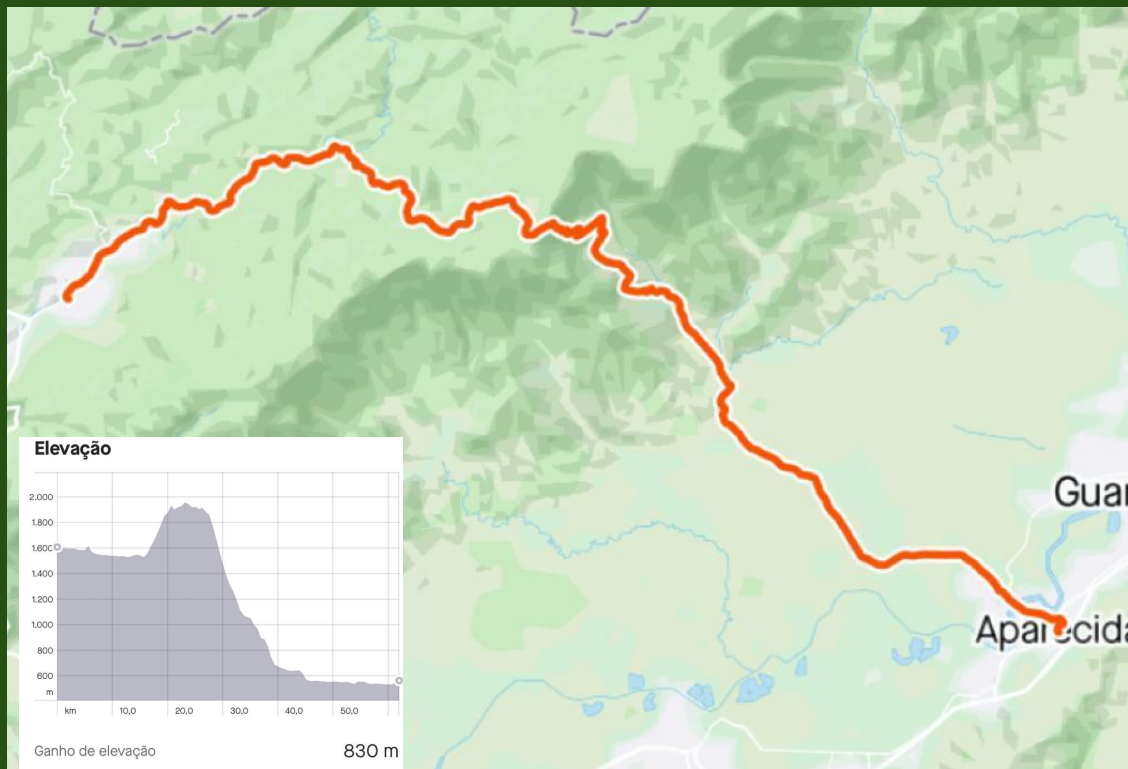 Guar
Aparecida
Elevação
2.000
1.800
1.600
1.400
1.200
1.000
800
600
m
km 10,0 20,0 30,0 40,0 50,0
Ganho de elevação 830 m